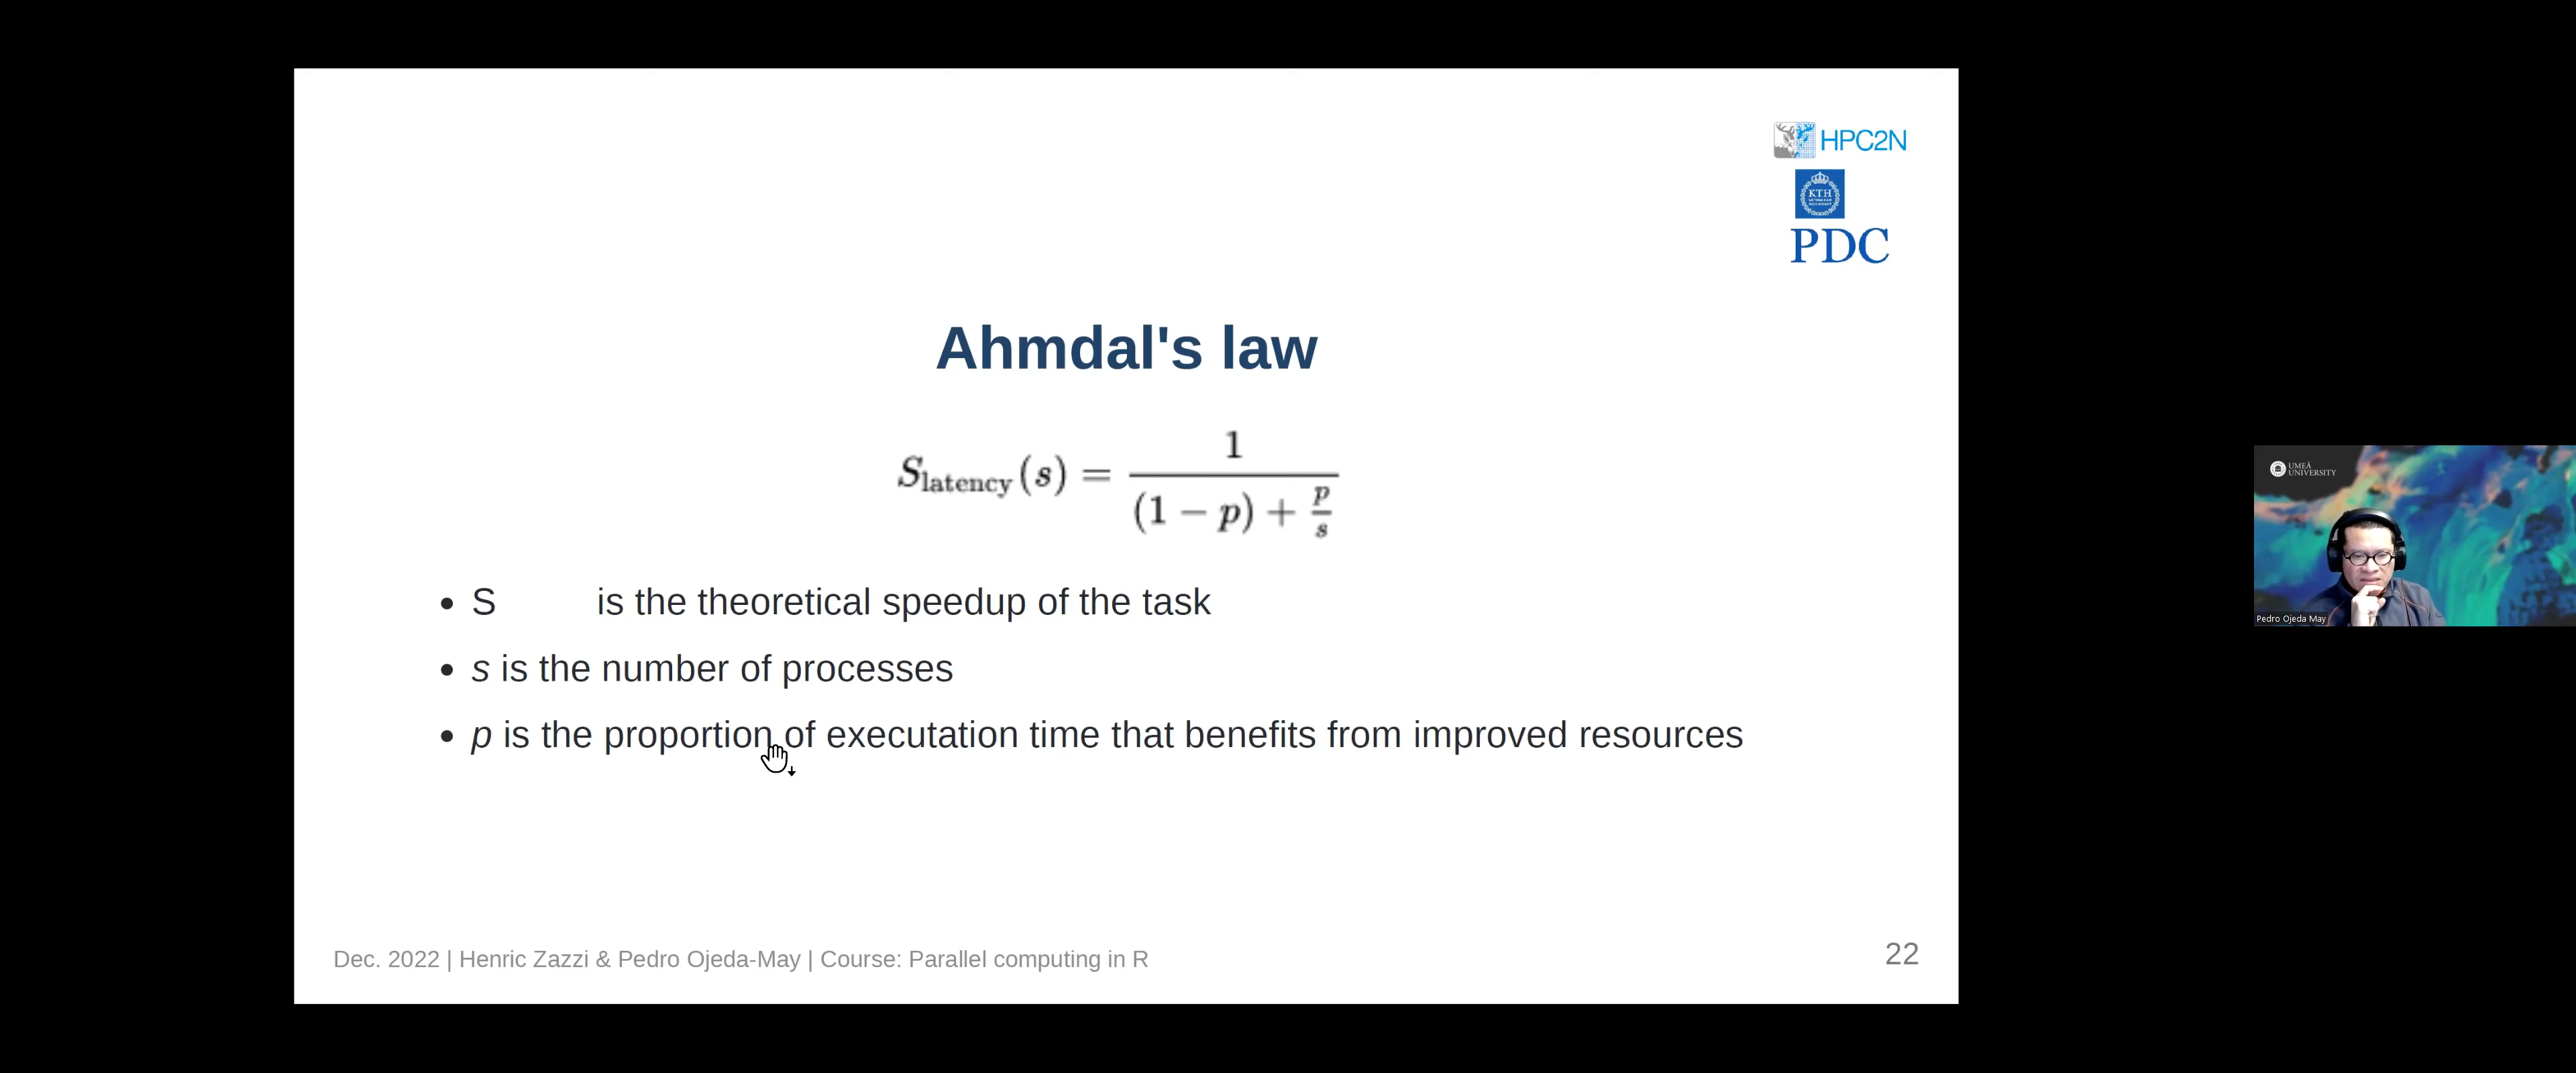 HPC2N
KTH
PDC
Ahmdal's law
S_latency(s) = 1 / ((1 − p) + p/s)
• S is the theoretical speedup of the task
• s is the number of processes
• p is the proportion of executation time that benefits from improved resources
Dec. 2022 | Henric Zazzi & Pedro Ojeda-May | Course: Parallel computing in R
22
UMEÅ
UNIVERSITY
Pedro Ojeda May